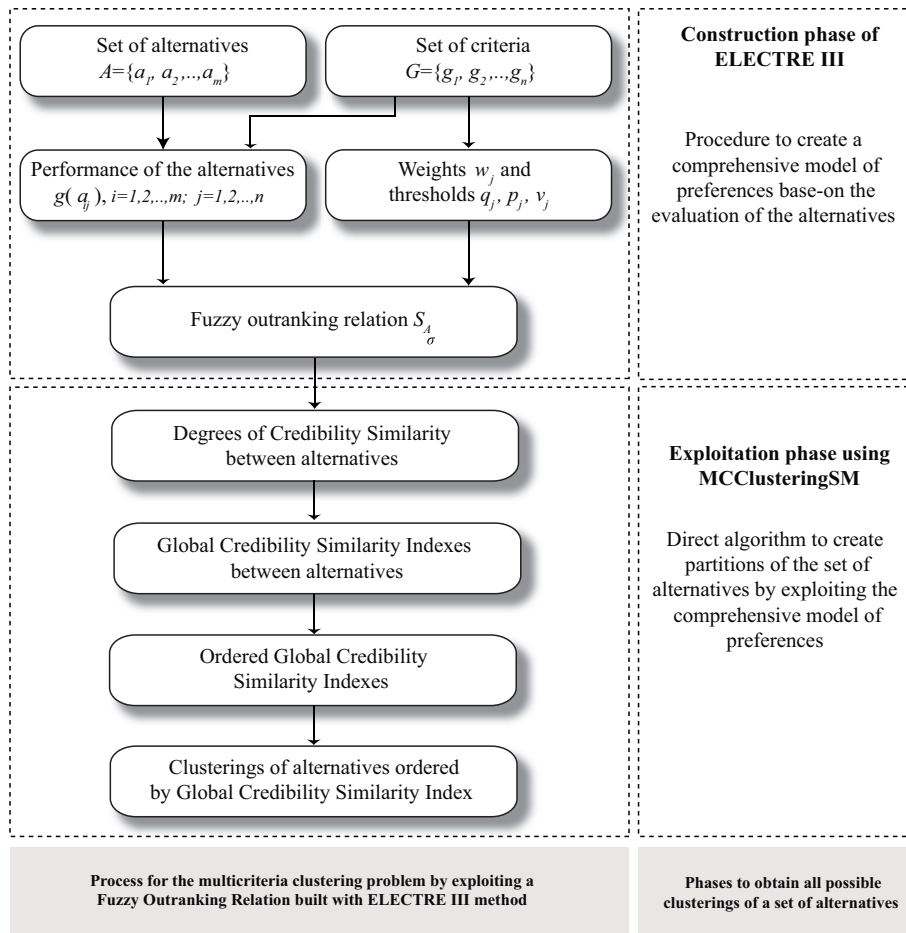 Set of alternatives
A={a1, a2,..,am}
Set of criteria
G={g1, g2,..,gn}
Performance of the alternatives
g(aij), i=1,2,..,m; j=1,2,..,n
Weights wj and
thresholds qj, pj, vj
Fuzzy outranking relation SAσ
Construction phase of
ELECTRE III
Procedure to create a
comprehensive model of
preferences base-on the
evaluation of the alternatives
Degrees of Credibility Similarity
between alternatives
Global Credibility Similarity Indexes
between alternatives
Ordered Global Credibility
Similarity Indexes
Clusterings of alternatives ordered
by Global Credibility Similarity Index
Exploitation phase using
MCClusteringSM
Direct algorithm to create
partitions of the set of
alternatives by exploiting the
comprehensive model of
preferences
Process for the multicriteria clustering problem by exploiting a
Fuzzy Outranking Relation built with ELECTRE III method
Phases to obtain all possible
clusterings of a set of alternatives